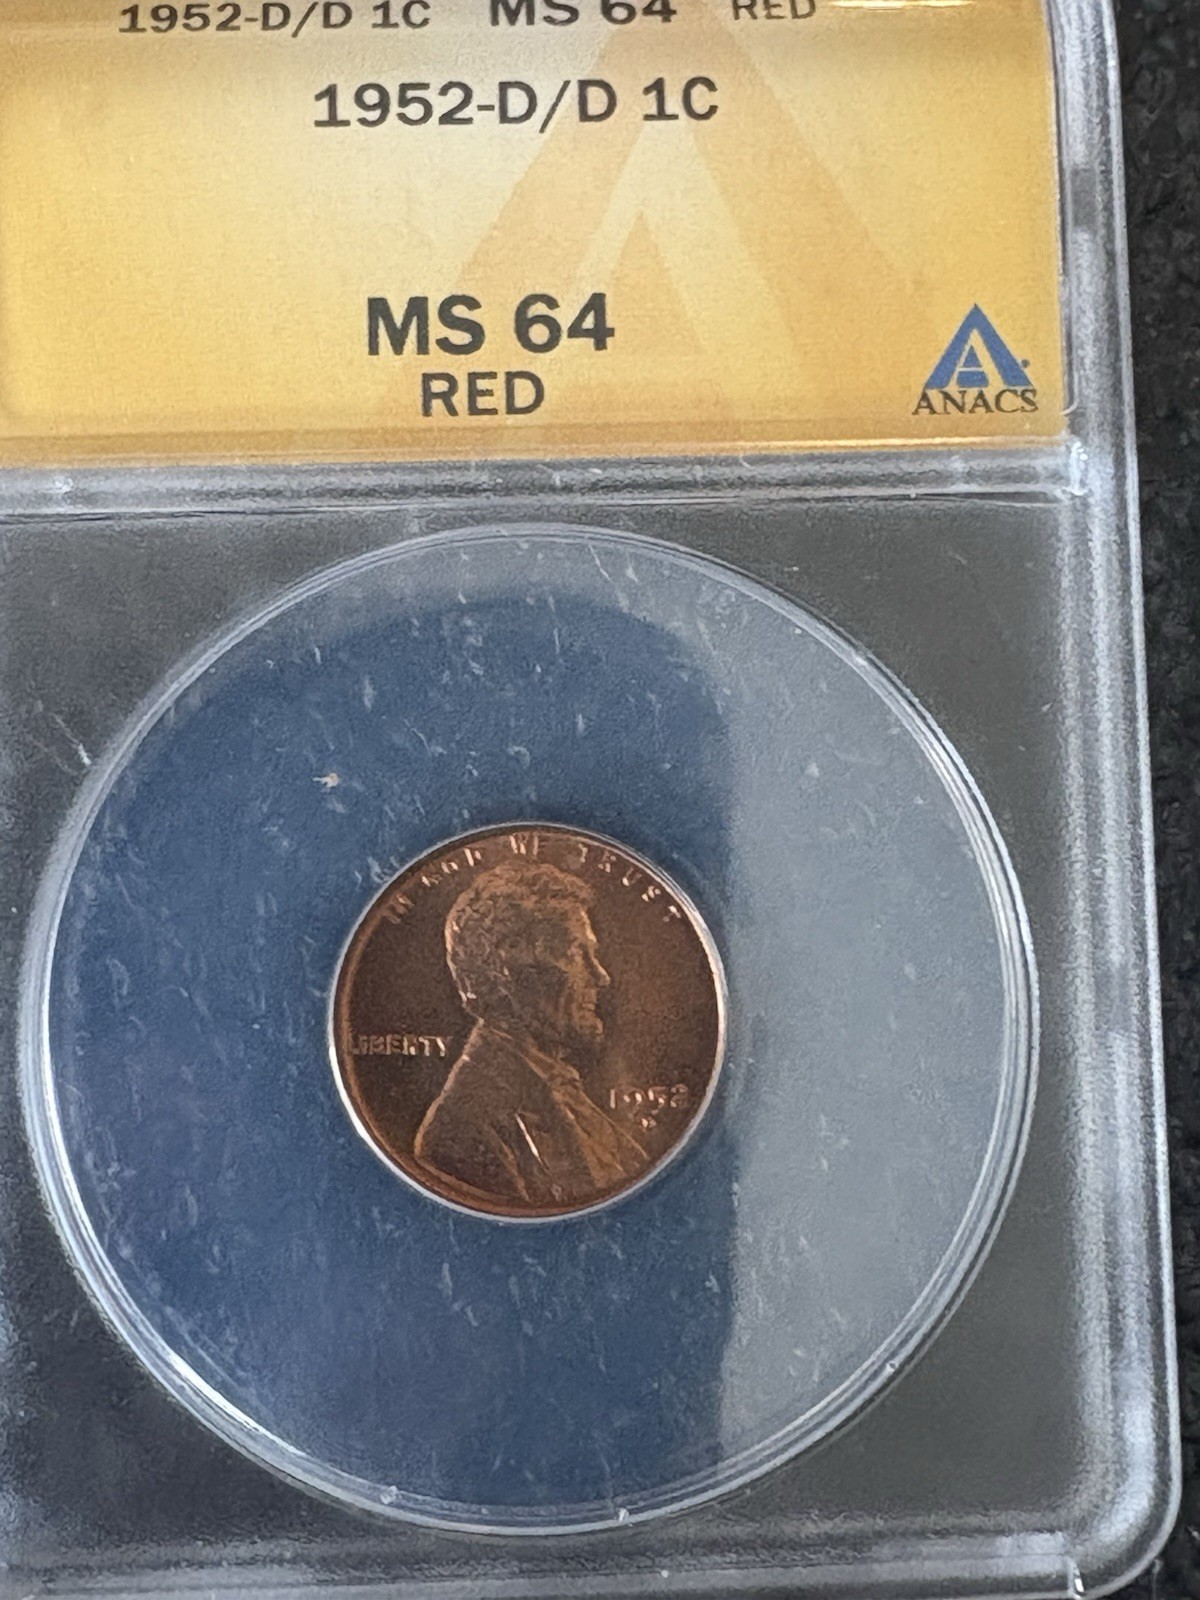 1952-D/D 1C MS 64 RED
1952-D/D 1C
MS 64
RED
ANACS
IN GOD WE TRUST
LIBERTY
1952
D